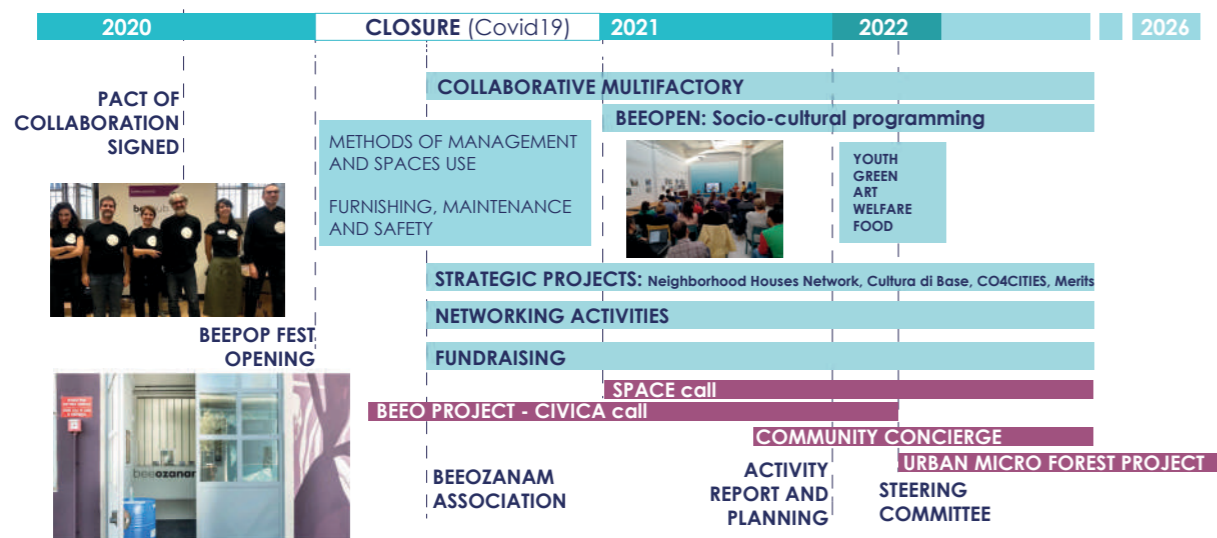 2020
CLOSURE (Covid19)
2021
2022
2026
PACT OF
COLLABORATION
SIGNED
COLLABORATIVE MULTIFACTORY
BEEOPEN: Socio-cultural programming
METHODS OF MANAGEMENT
AND SPACES USE
FURNISHING, MAINTENANCE
AND SAFETY
YOUTH
GREEN
ART
WELFARE
FOOD
STRATEGIC PROJECTS: Neighborhood Houses Network, Cultura di Base, CO4CITIES, Merits
NETWORKING ACTIVITIES
BEEPOP FEST
OPENING
FUNDRAISING
SPACE call
BEEO PROJECT - CIVICA call
COMMUNITY CONCIERGE
URBAN MICRO FOREST PROJECT
beeozanam
BEEOZANAM
ASSOCIATION
ACTIVITY
REPORT AND
PLANNING
STEERING
COMMITTEE